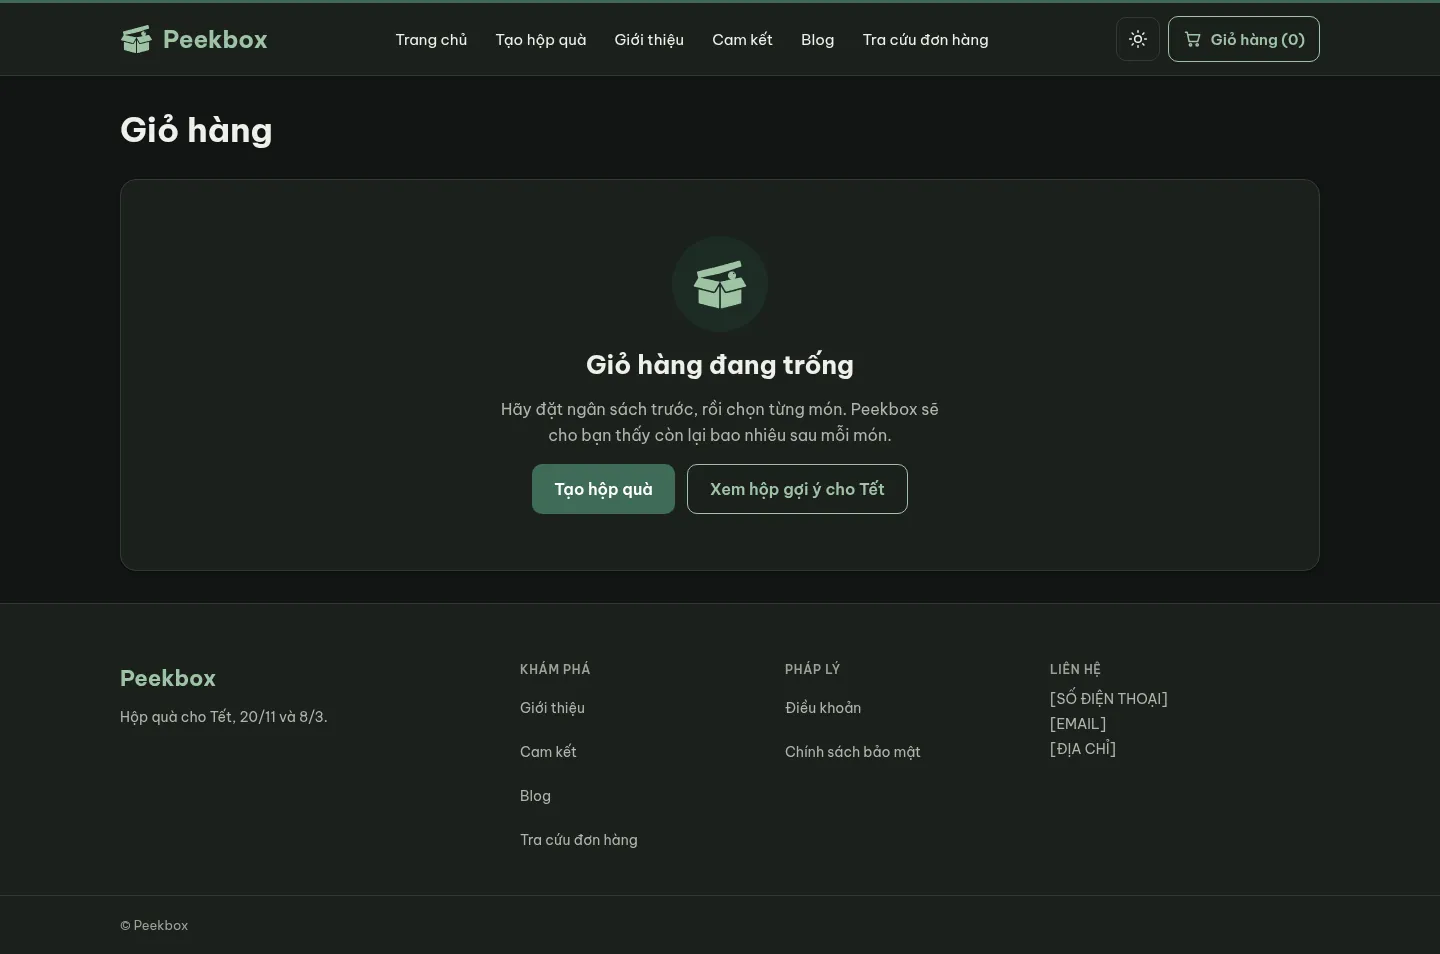 Peekbox
Trang chủ
Tạo hộp quà
Giới thiệu
Cam kết
Blog
Tra cứu đơn hàng
Giỏ hàng (0)
Giỏ hàng
Giỏ hàng đang trống
Hãy đặt ngân sách trước, rồi chọn từng món. Peekbox sẽ
cho bạn thấy còn lại bao nhiêu sau mỗi món.
Tạo hộp quà
Xem hộp gợi ý cho Tết
Peekbox
Hộp quà cho Tết, 20/11 và 8/3.
KHÁM PHÁ
Giới thiệu
Cam kết
Blog
Tra cứu đơn hàng
PHÁP LÝ
Điều khoản
Chính sách bảo mật
LIÊN HỆ
[SỐ ĐIỆN THOẠI]
[EMAIL]
[ĐỊA CHỈ]
© Peekbox